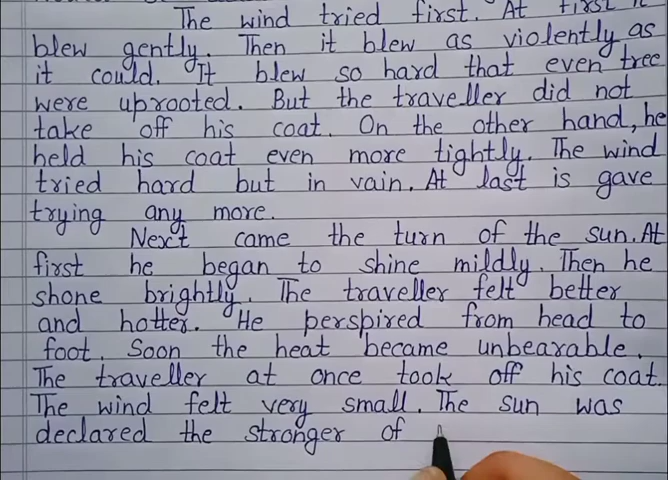 The wind tried first. At first it
blew gently. Then it blew as violently as
it could. It blew so hard that even tree
were uprooted. But the traveller did not
take off his coat. On the other hand, he
held his coat even more tightly. The wind
tried hard but in vain. At last is gave
trying any more.
Next came the turn of the sun. At
first he began to shine mildly. Then he
shone brightly. The traveller felt better
and hotter. He perspired from head to
foot. Soon the heat became unbearable.
The traveller at once took off his coat.
The wind felt very small. The sun was
declared the stronger of